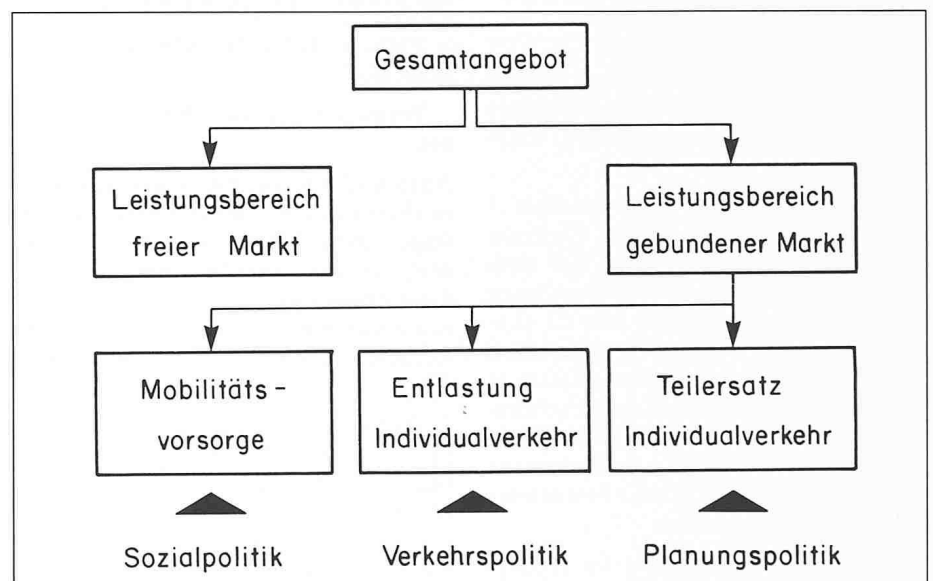 Gesamtangebot
Leistungsbereich
freier Markt
Leistungsbereich
gebundener Markt
Mobilitäts-
vorsorge
Entlastung
Individualverkehr
Teilersatz
Individualverkehr
Sozialpolitik
Verkehrspolitik
Planungspolitik